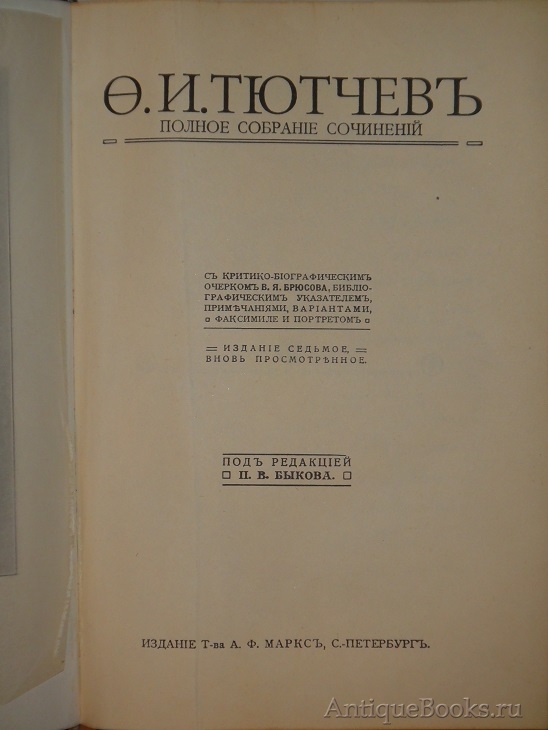 Ѳ. И. ТЮТЧЕВЪ
ПОЛНОЕ СОБРАНІЕ СОЧИНЕНІЙ
СЪ КРИТИКО-БІОГРАФИЧЕСКИМЪ
ОЧЕРКОМЪ В. Я. БРЮСОВА, БИБЛІО-
ГРАФИЧЕСКИМЪ УКАЗАТЕЛЕМЪ,
ПРИМѢЧАНІЯМИ, ВАРІАНТАМИ,
ФАКСИМИЛЕ И ПОРТРЕТОМЪ
ИЗДАНІЕ СЕДЬМОЕ,
ВНОВЬ ПРОСМОТРѢННОЕ.
ПОДЪ РЕДАКЦІЕЙ
П. В. БЫКОВА.
ИЗДАНІЕ Т-ва А. Ф. МАРКСЪ, С.-ПЕТЕРБУРГЪ.
AntiqueBooks.ru